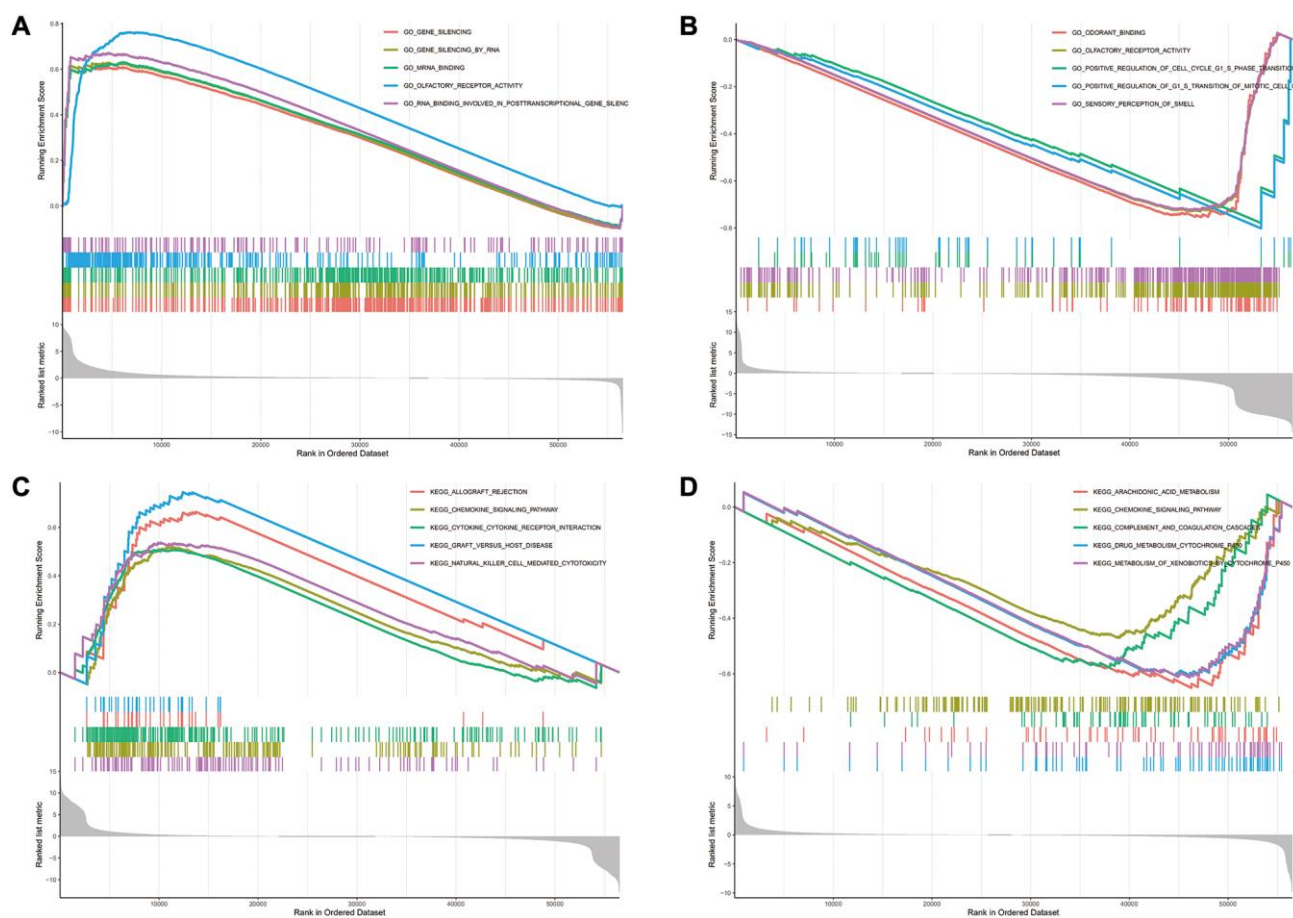 A
Running Enrichment Score
0.8
0.6
0.4
0.2
0.0
GO_GENE_SILENCING
GO_GENE_SILENCING_BY_RNA
GO_MRNA_BINDING
GO_OLFACTORY_RECEPTOR_ACTIVITY
GO_RNA_BINDING_INVOLVED_IN_POSTTRANSCRIPTIONAL_GENE_SILENC
Ranked list metric
10
5
0
−5
−10
10000 20000 30000 40000 50000
Rank in Ordered Dataset
B
Running Enrichment Score
0.0
−0.2
−0.4
−0.6
−0.8
GO_ODORANT_BINDING
GO_OLFACTORY_RECEPTOR_ACTIVITY
GO_POSITIVE_REGULATION_OF_CELL_CYCLE_G1_S_PHASE_TRANSITION
GO_POSITIVE_REGULATION_OF_G1_S_TRANSITION_OF_MITOTIC_CELL_
GO_SENSORY_PERCEPTION_OF_SMELL
Ranked list metric
15
10
5
0
−5
−10
−15
10000 20000 30000 40000 50000
Rank in Ordered Dataset
C
Running Enrichment Score
0.6
0.4
0.2
0.0
KEGG_ALLOGRAFT_REJECTION
KEGG_CHEMOKINE_SIGNALING_PATHWAY
KEGG_CYTOKINE_CYTOKINE_RECEPTOR_INTERACTION
KEGG_GRAFT_VERSUS_HOST_DISEASE
KEGG_NATURAL_KILLER_CELL_MEDIATED_CYTOTOXICITY
Ranked list metric
15
10
5
0
−5
−10
10000 20000 30000 40000 50000
Rank in Ordered Dataset
D
Running Enrichment Score
0.0
−0.2
−0.4
−0.6
KEGG_ARACHIDONIC_ACID_METABOLISM
KEGG_CHEMOKINE_SIGNALING_PATHWAY
KEGG_COMPLEMENT_AND_COAGULATION_CASCADES
KEGG_DRUG_METABOLISM_CYTOCHROME_P450
KEGG_METABOLISM_OF_XENOBIOTICS_BY_CYTOCHROME_P450
Ranked list metric
10
5
0
−5
−10
10000 20000 30000 40000 50000
Rank in Ordered Dataset